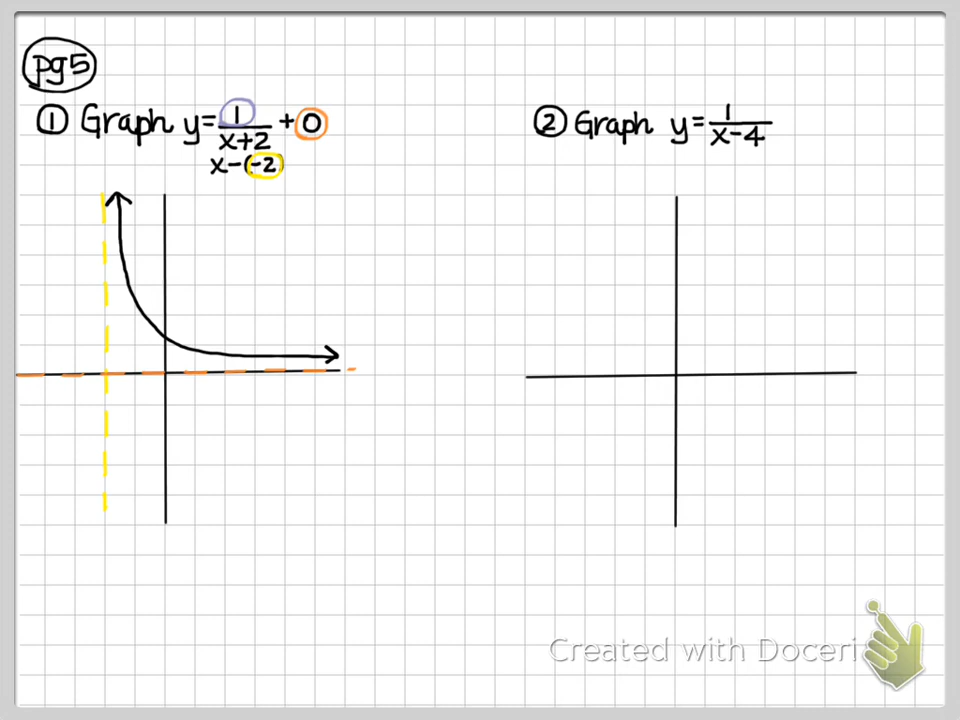 pg5
① Graph y = 1/(x+2) + 0
x-(-2)
② Graph y = 1/(x-4)
Created with Doceri